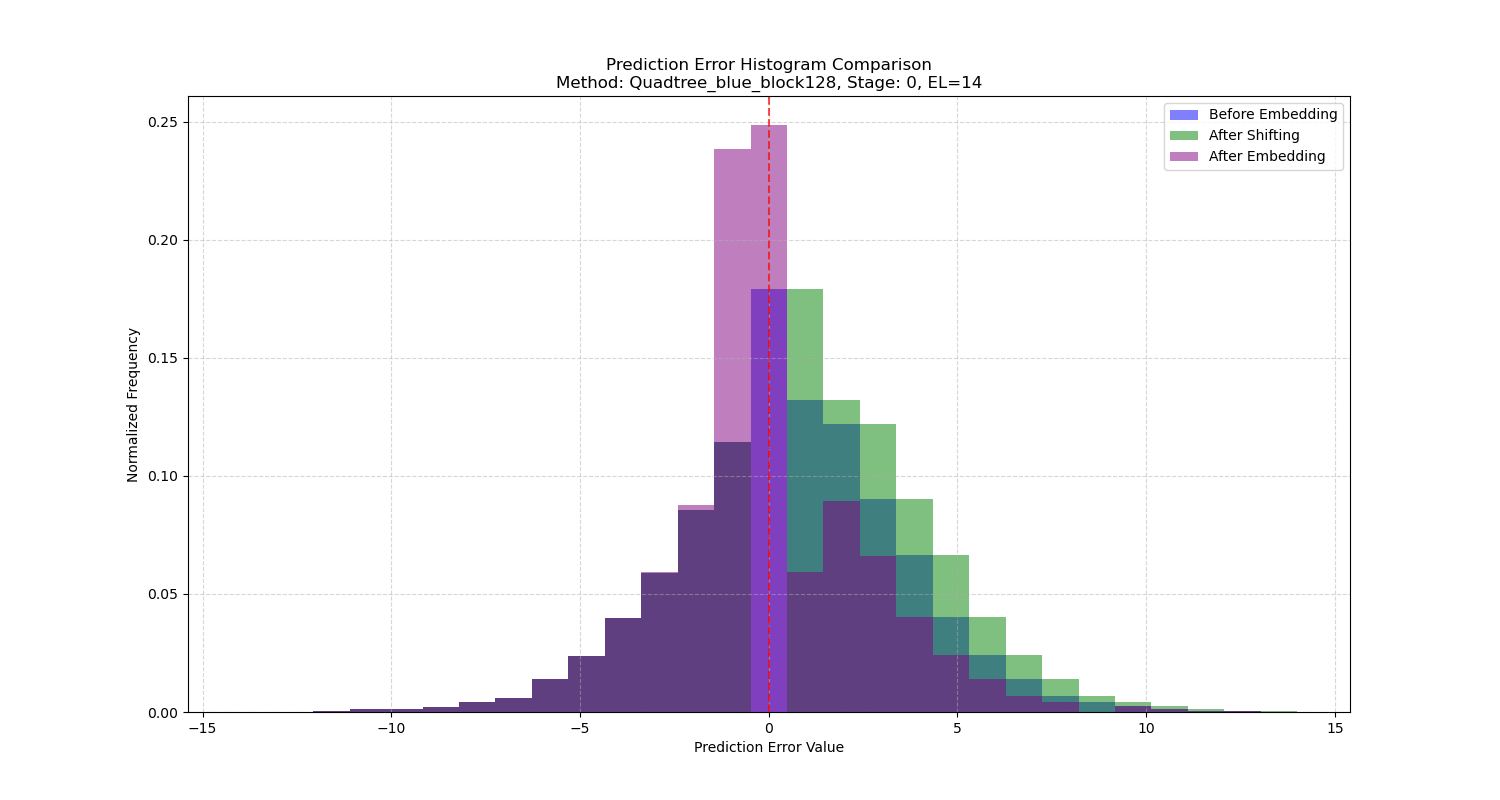 Prediction Error Histogram Comparison
Method: Quadtree_blue_block128, Stage: 0, EL=14
Before Embedding
After Shifting
After Embedding
Normalized Frequency
0.25
0.20
0.15
0.10
0.05
0.00
−15
−10
−5
0
5
10
15
Prediction Error Value